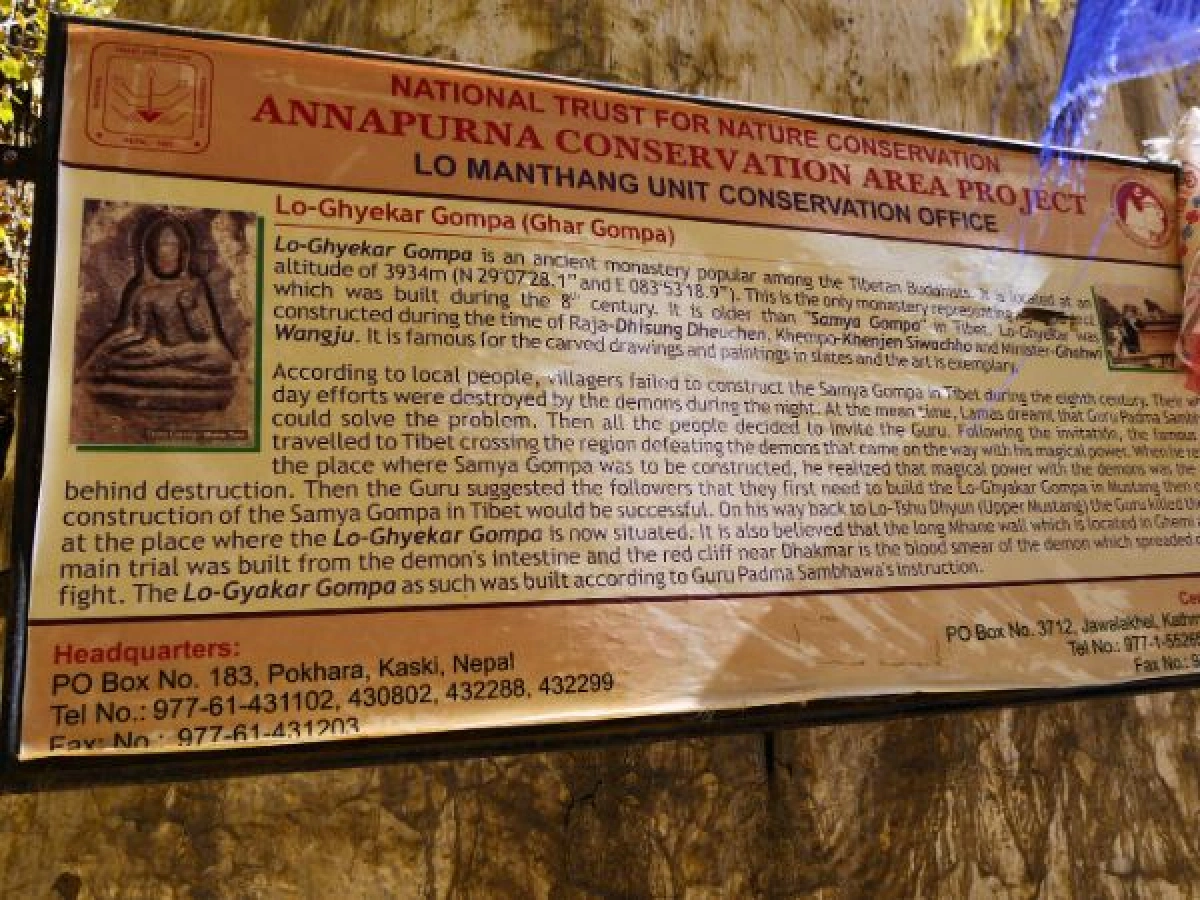 NATIONAL TRUST FOR NATURE CONSERVATION
ANNAPURNA CONSERVATION AREA PROJECT
LO MANTHANG UNIT CONSERVATION OFFICE
Lo-Ghyekar Gompa (Ghar Gompa)
Lo-Ghyekar Gompa is an ancient monastery popular among the Tibetan Buddhists. It is located at an
altitude of 3934m (N 29°07'28.1" and E 083°53'18.9"). This is the only monastery
which was built during the 8th century. It is older than "Samya Gompa" in Tibet. Lo-Ghyekar was
constructed during the time of Raja-Dhisung Dheuchen, Khempo-Khenjen Siwachho and Minister-Ghehwi
Wangju. It is famous for the carved drawings and paintings in slates and the art is exemplary.
According to local people, villagers failed to construct the Samya Gompa in Tibet during the eighth century.
day efforts were destroyed by the demons during the night. At the mean time, Lamas dreamt that Guru Padma
could solve the problem. Then all the people decided to invite the Guru. Following the invitation, the famous
travelled to Tibet crossing the region defeating the demons that came on the way with his magical power. When he
the place where Samya Gompa was to be constructed, he realized that magical power with the demons was the
behind destruction. Then the Guru suggested the followers that they first need to build the Lo-Ghyakar Gompa in Mustang then
construction of the Samya Gompa in Tibet would be successful. On his way back to Lo-Tshu Dhyun (Upper Mustang) the Guru killed
at the place where the Lo-Ghyekar Gompa is now situated. It is also believed that the long Mhane wall which is located in
main trial was built from the demon's intestine and the red cliff near Dhakmar is the blood smear of the demon which spreaded
fight. The Lo-Gyakar Gompa as such was built according to Guru Padma Sambhawa's instruction.
Headquarters:
PO Box No. 183, Pokhara, Kaski, Nepal
Tel No.: 977-61-431102, 430802, 432288, 432299
Fax: No.: 977-61-431203
PO Box No. 3712, Jawalakhel,
Tel No.: 977-1-
Fax No.: